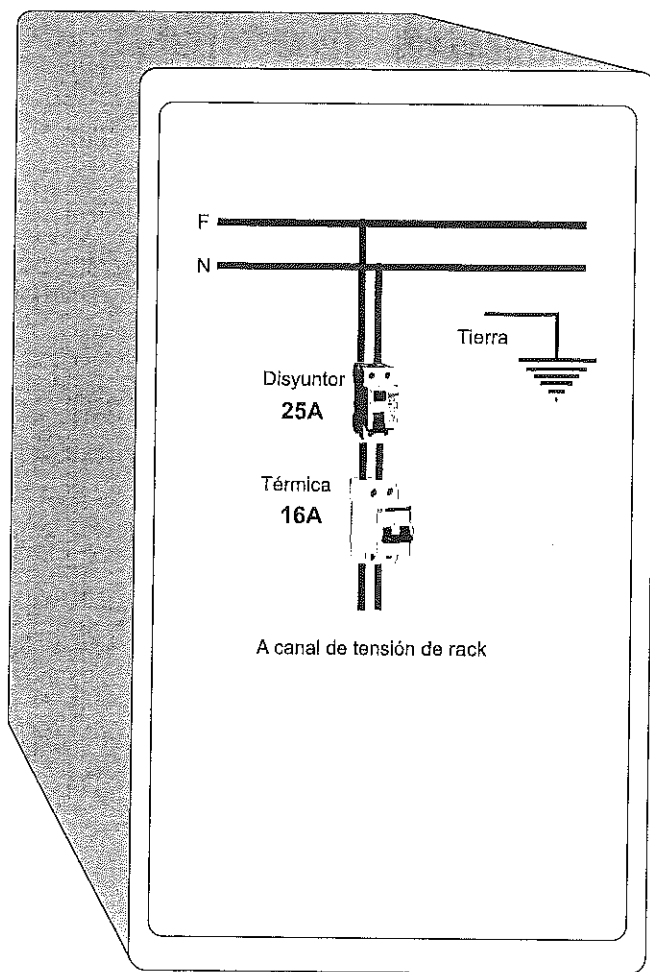 F
N
Tierra
Disyuntor
25A
Térmica
16A
A canal de tensión de rack